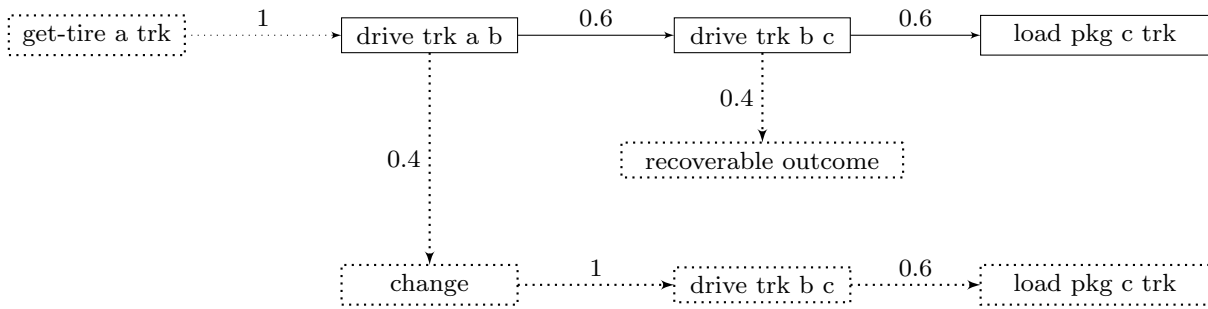 1
0.6
0.6
get-tire a trk
drive trk a b
drive trk b c
load pkg c trk
0.4
0.4
recoverable outcome
1
0.6
change
drive trk b c
load pkg c trk